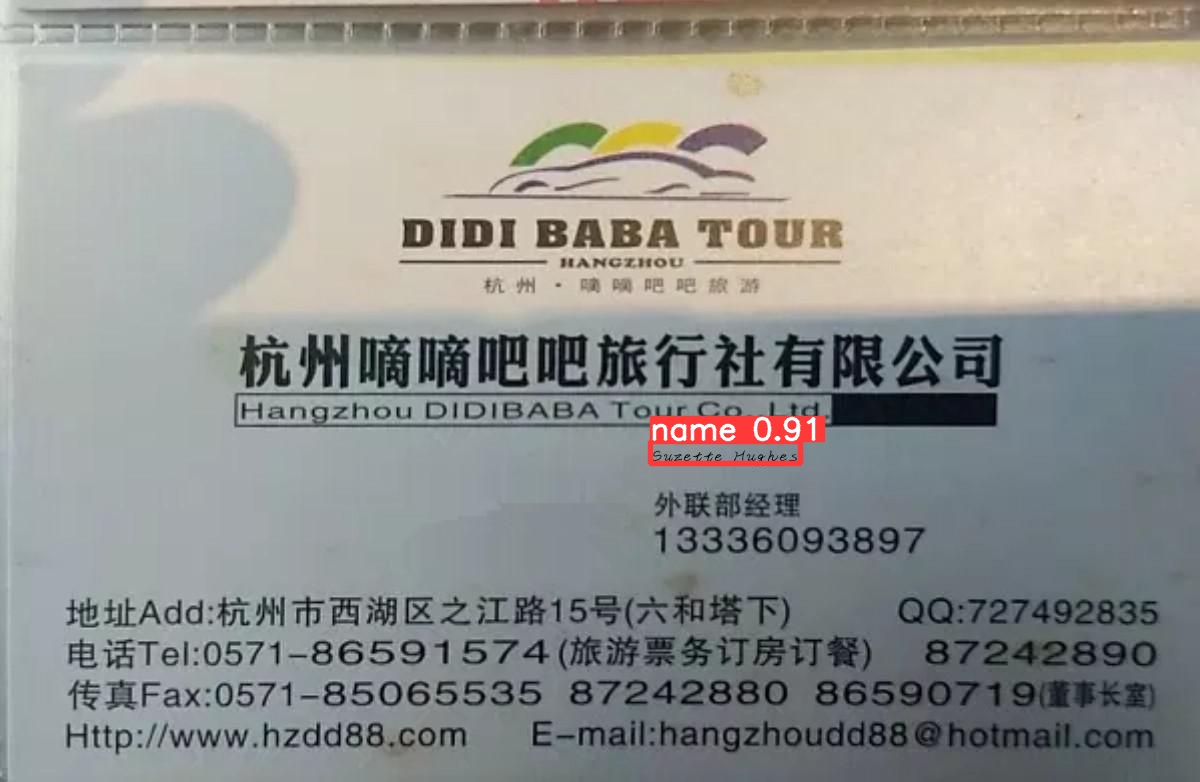 DIDI BABA TOUR
HANGZHOU
杭州·嘀嘀吧吧旅游
杭州嘀嘀吧吧旅行社有限公司
Hangzhou DIDIBABA Tour Co. Ltd.
name 0.91
Suzette Hughes
外联部经理
13336093897
地址Add:杭州市西湖区之江路15号(六和塔下) QQ:727492835
电话Tel:0571-86591574(旅游票务订房订餐) 87242890
传真Fax:0571-85065535 87242880 86590719(董事长室)
Http://www.hzdd88.com E-mail:hangzhoudd88@hotmail.com